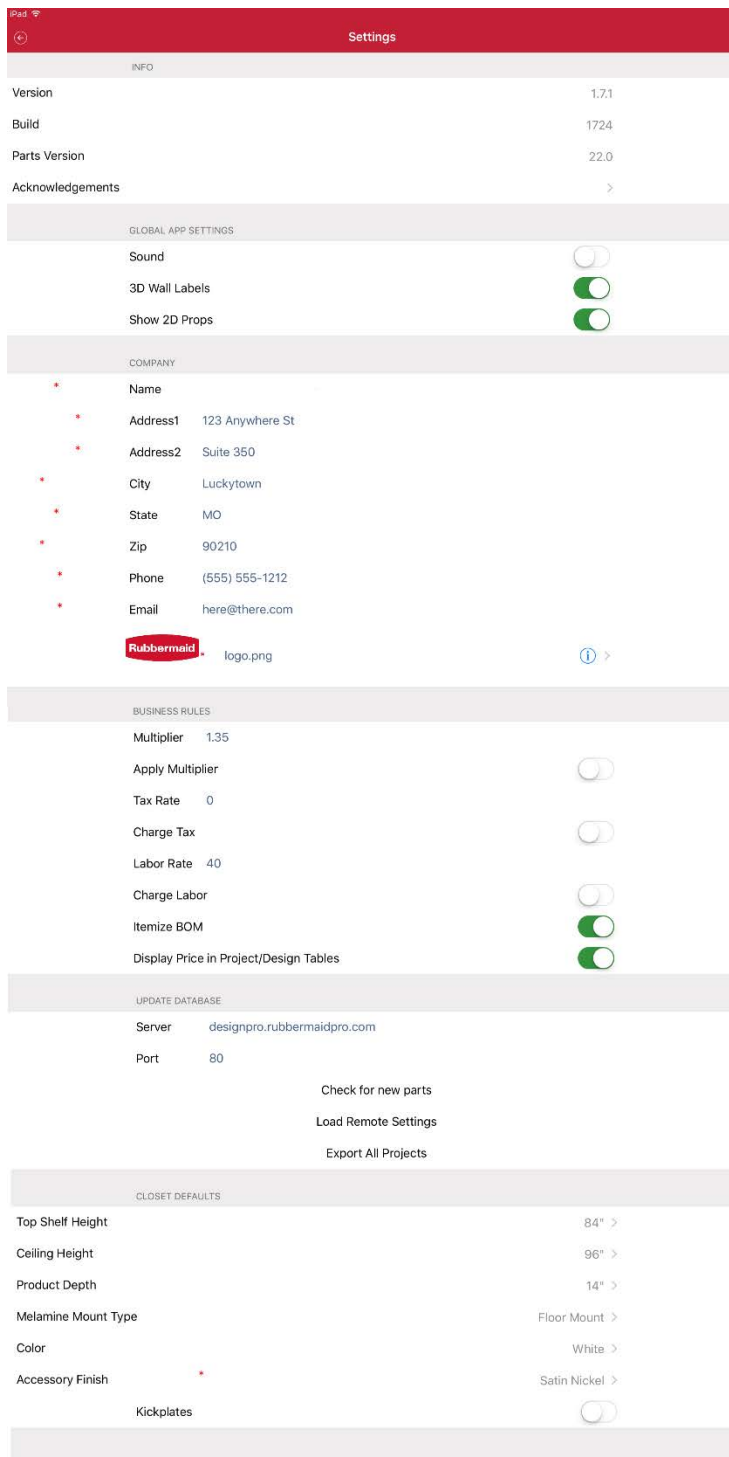 iPad
Settings
INFO
Version 1.7.1
Build 1724
Parts Version 22.0
Acknowledgements >
GLOBAL APP SETTINGS
Sound
3D Wall Labels
Show 2D Props
COMPANY
* Name
* Address1 123 Anywhere St
* Address2 Suite 350
* City Luckytown
* State MO
* Zip 90210
* Phone (555) 555-1212
* Email here@there.com
Rubbermaid * logo.png i >
BUSINESS RULES
Multiplier 1.35
Apply Multiplier
Tax Rate 0
Charge Tax
Labor Rate 40
Charge Labor
Itemize BOM
Display Price in Project/Design Tables
UPDATE DATABASE
Server designpro.rubbermaidpro.com
Port 80
Check for new parts
Load Remote Settings
Export All Projects
CLOSET DEFAULTS
Top Shelf Height 84" >
Ceiling Height 96" >
Product Depth 14" >
Melamine Mount Type Floor Mount >
Color White >
Accessory Finish * Satin Nickel >
Kickplates